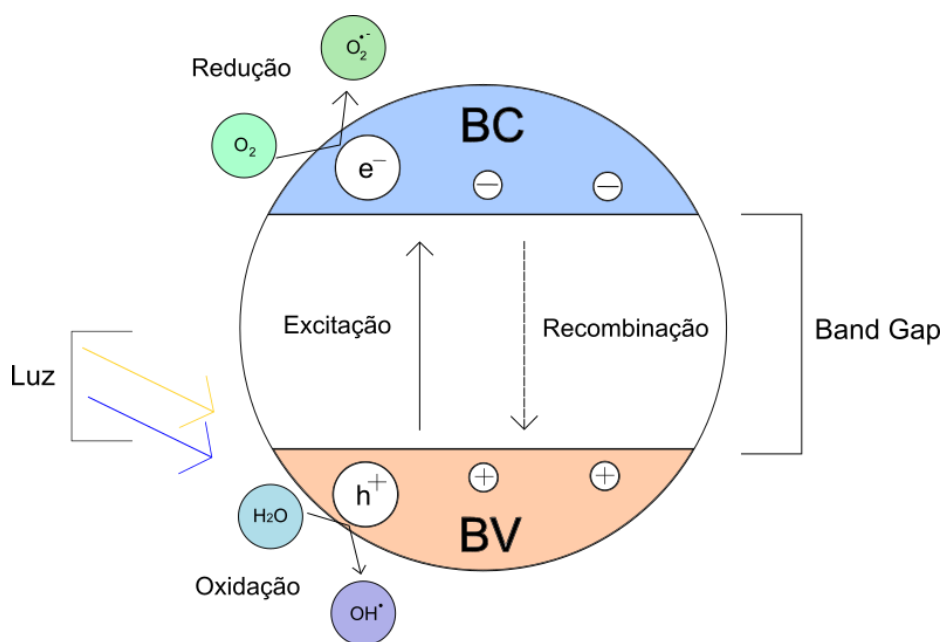 O₂•-
Redução
BC
O₂
e⁻
−
−
Excitação
Recombinação
Band Gap
Luz
h⁺
+
+
H₂O
BV
Oxidação
OH•